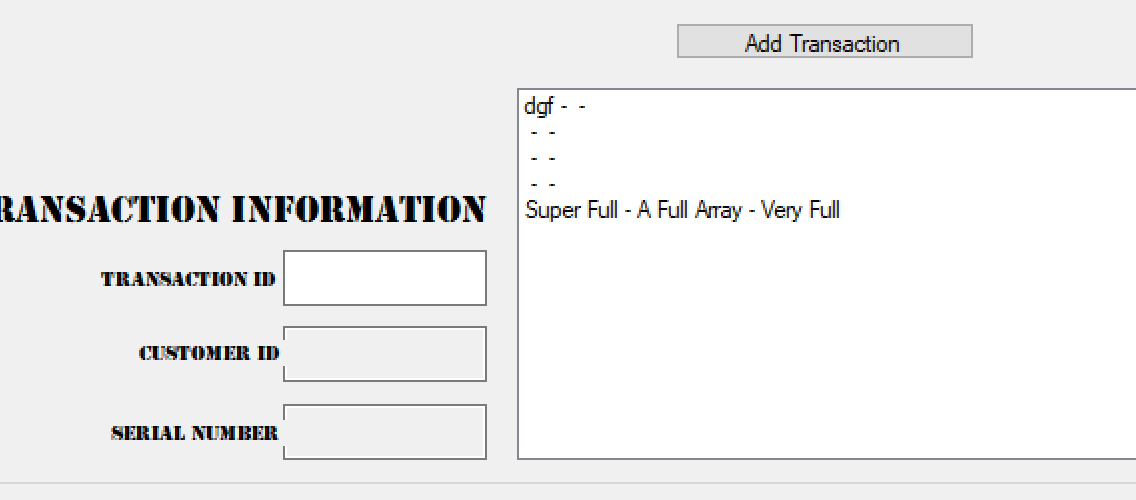 Add Transaction
dgf - -
- -
- -
- -
Super Full - A Full Array - Very Full
RANSACTION INFORMATION
TRANSACTION ID
CUSTOMER ID
SERIAL NUMBER